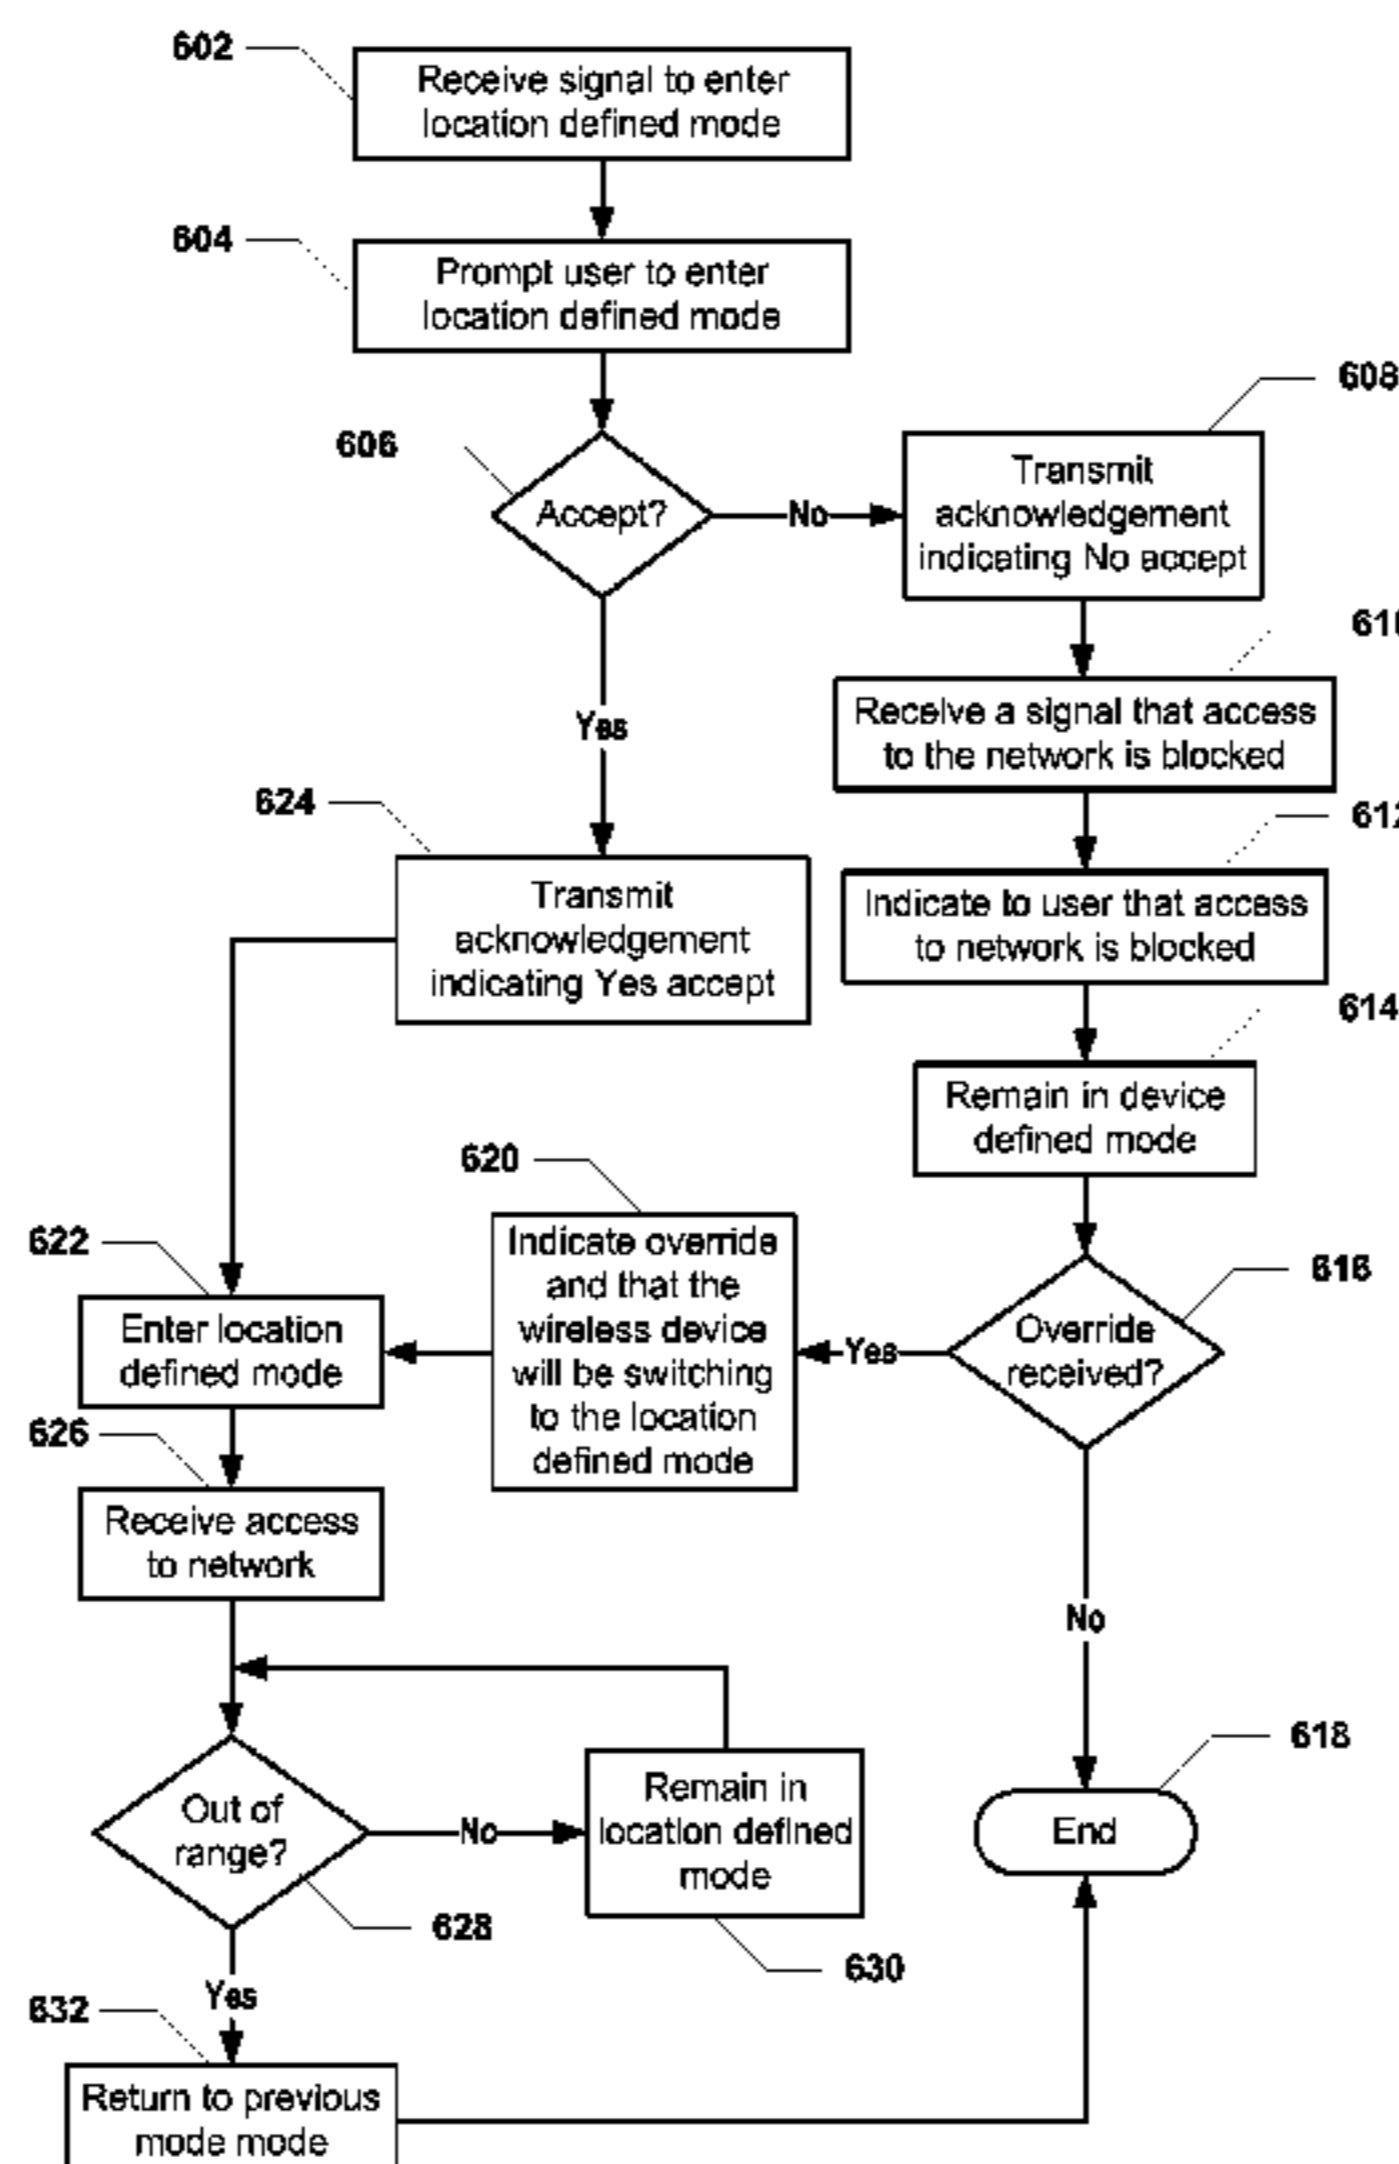 602
Receive signal to enter
location defined mode
604
Prompt user to enter
location defined mode
606
Accept?
No
608
Transmit
acknowledgement
indicating No accept
Receive a signal that access
to the network is blocked
Indicate to user that access
to network is blocked
614
Remain in device
defined mode
Yes
624
Transmit
acknowledgement
indicating Yes accept
616
Override
received?
Yes
620
Indicate override
and that the
wireless device
will be switching
to the location
defined mode
622
Enter location
defined mode
626
Receive access
to network
No
618
End
Out of
range?
628
No
Remain in
location defined
mode
630
Yes
632
Return to previous
mode mode